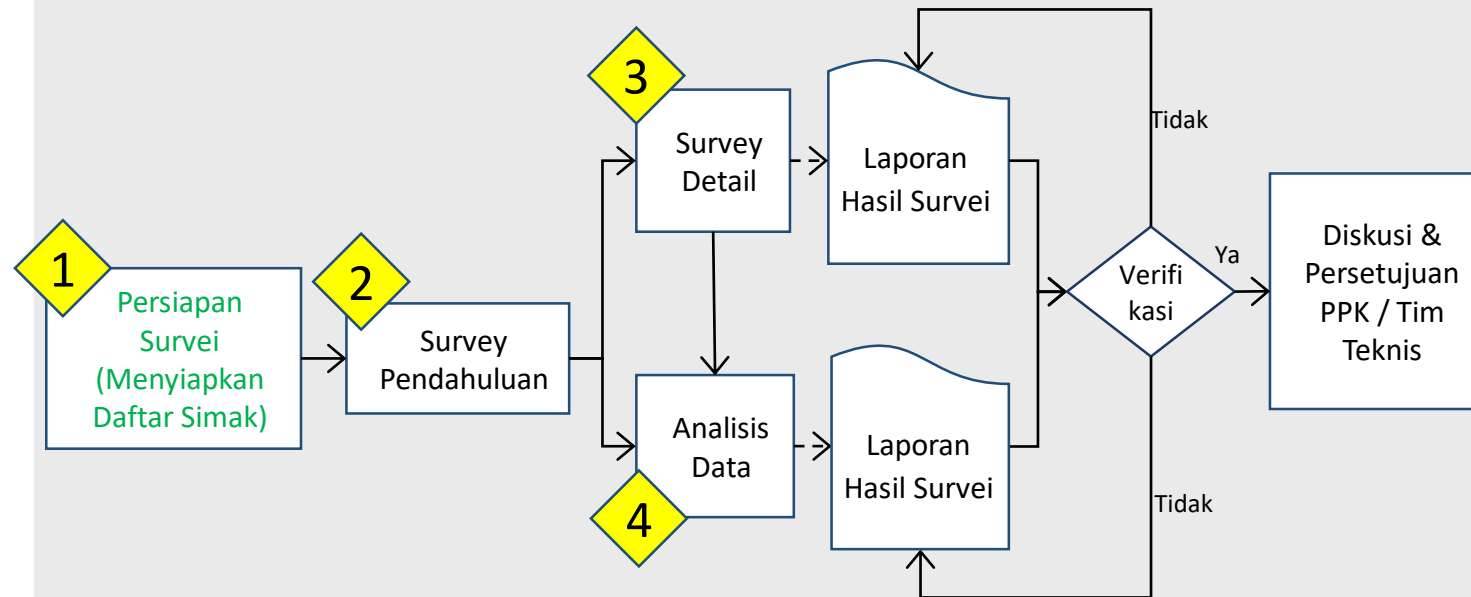 1
Persiapan
Survei
(Menyiapkan
Daftar Simak)
2
Survey
Pendahuluan
3
Survey
Detail
Laporan
Hasil Survei
4
Analisis
Data
Laporan
Hasil Survei
Tidak
Verifi
kasi
Ya
Tidak
Diskusi &
Persetujuan
PPK / Tim
Teknis